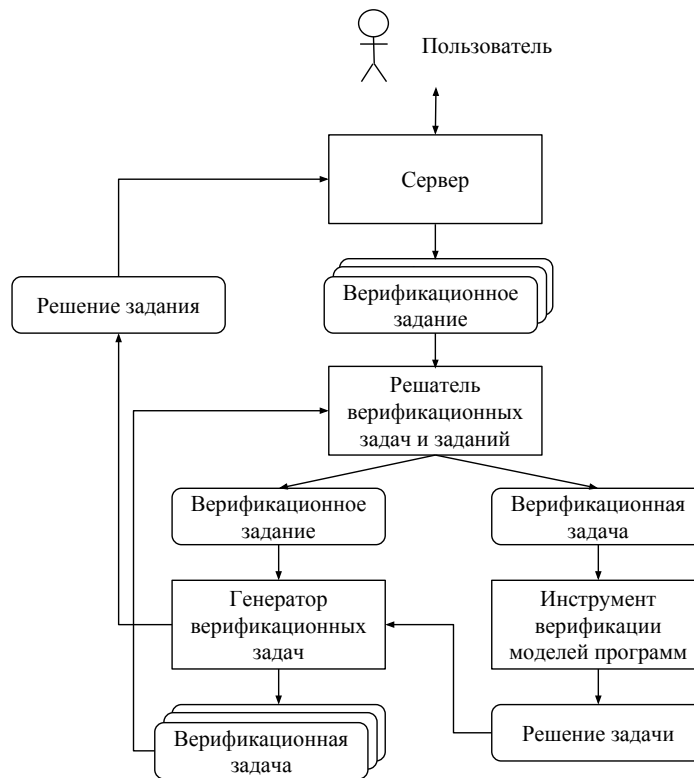 Пользователь
Сервер
Решение задания
Верификационное
задание
Решатель
верификационных
задач и заданий
Верификационное
задание
Верификационная
задача
Генератор
верификационных
задач
Инструмент
верификации
моделей программ
Верификационная
задача
Решение задачи